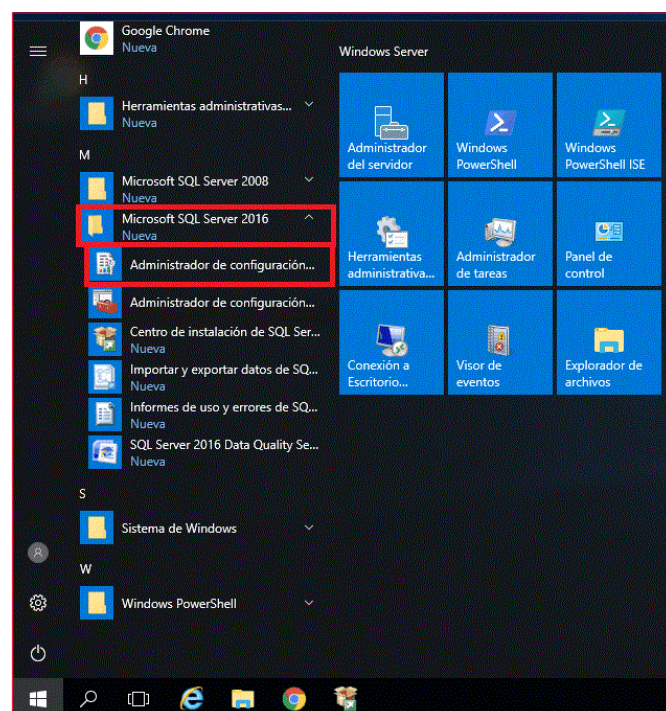 Google Chrome
Nueva
H
Herramientas administrativas...
Nueva
M
Microsoft SQL Server 2008
Nueva
Microsoft SQL Server 2016
Nueva
Administrador de configuración...
Administrador de configuración...
Centro de instalación de SQL Ser...
Nueva
Importar y exportar datos de SQ...
Nueva
Informes de uso y errores de SQ...
Nueva
SQL Server 2016 Data Quality Se...
Nueva
S
Sistema de Windows
W
Windows PowerShell
Windows Server
Administrador
del servidor
Windows
PowerShell
Windows
PowerShell ISE
Herramientas
administrativa...
Administrador
de tareas
Panel de
control
Conexión a
Escritorio...
Visor de
eventos
Explorador de
archivos